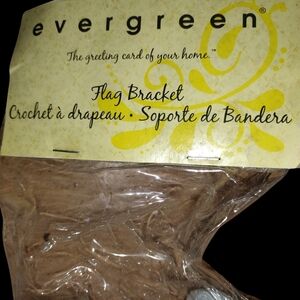 evergreen®
The greeting card of your home.™
Flag Bracket
Crochet à drapeau • Soporte de Bandera